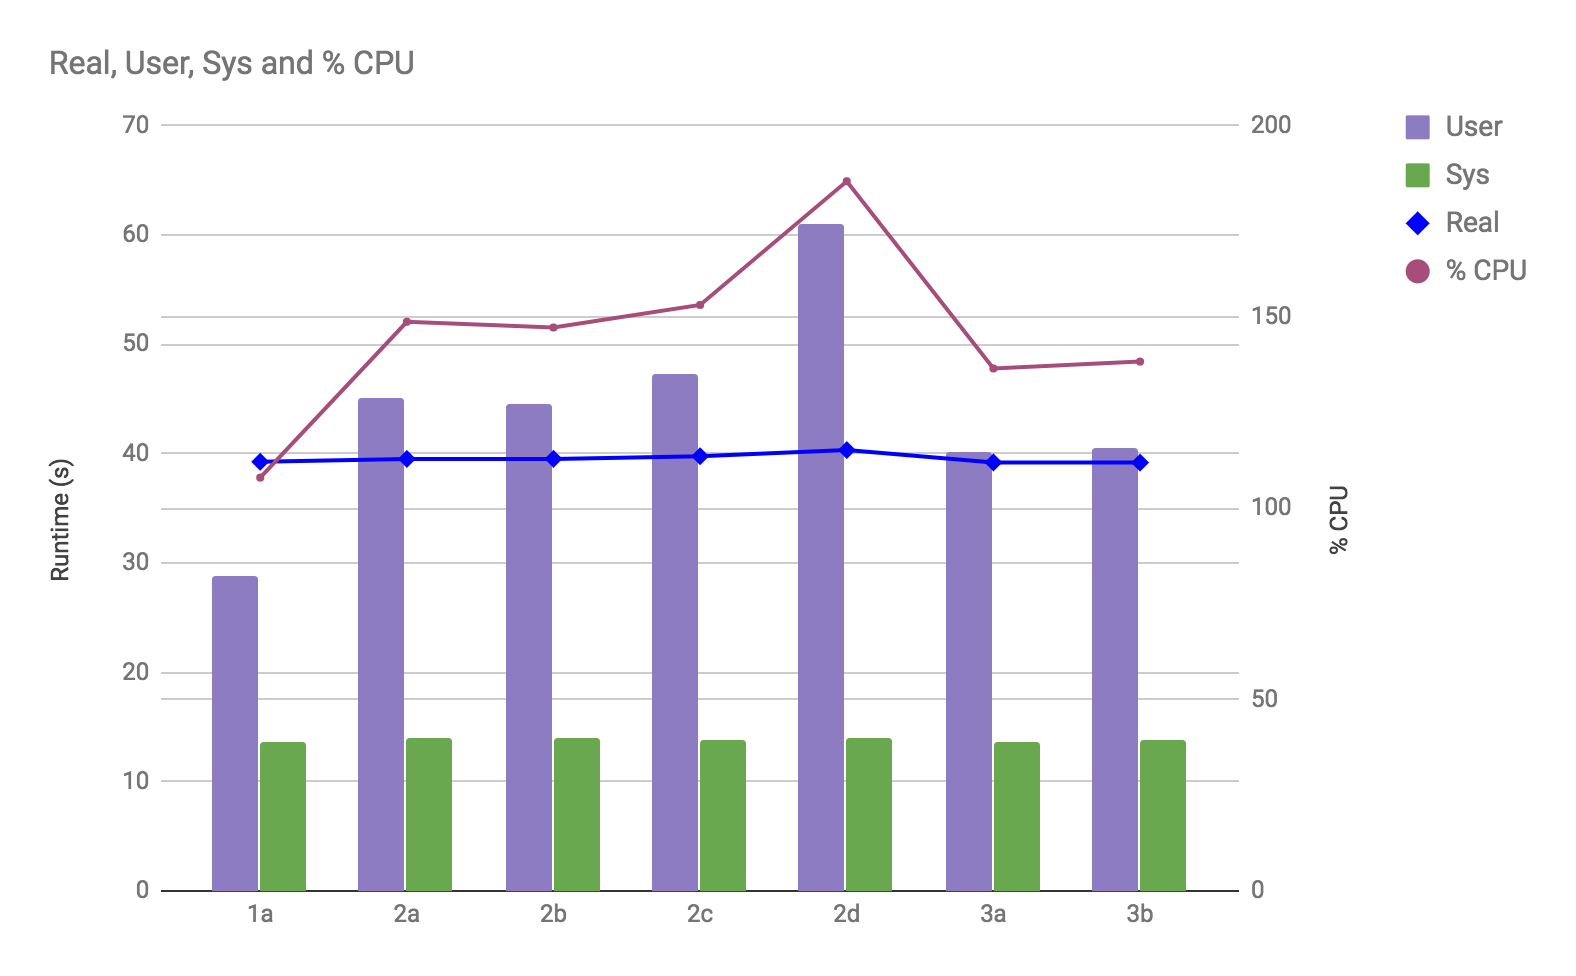 Real, User, Sys and % CPU
70
60
50
40
30
20
10
0
Runtime (s)
200
150
100
50
0
% CPU
1a
2a
2b
2c
2d
3a
3b
User
Sys
Real
% CPU